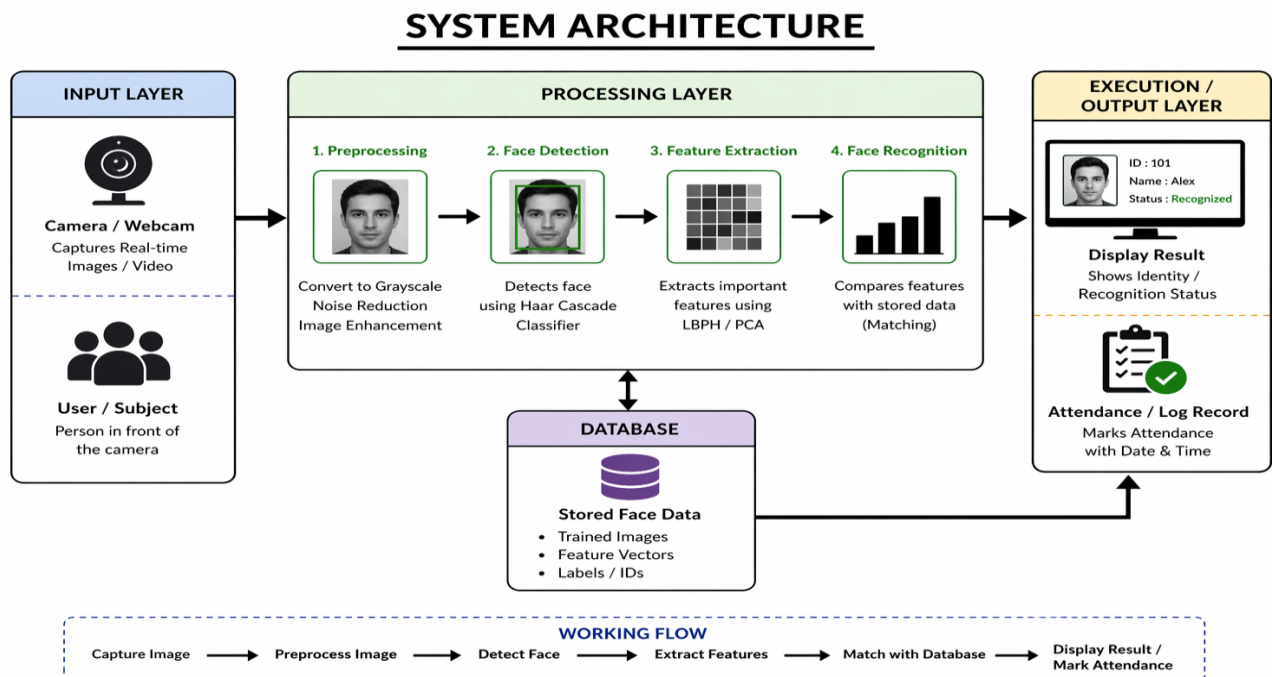 SYSTEM ARCHITECTURE
INPUT LAYER
Camera / Webcam
Captures Real-time
Images / Video
User / Subject
Person in front of
the camera
PROCESSING LAYER
1. Preprocessing
Convert to Grayscale
Noise Reduction
Image Enhancement
2. Face Detection
Detects face
using Haar Cascade
Classifier
3. Feature Extraction
Extracts important
features using
LBPH / PCA
4. Face Recognition
Compares features
with stored data
(Matching)
EXECUTION /
OUTPUT LAYER
ID : 101
Name : Alex
Status : Recognized
Display Result
Shows Identity /
Recognition Status
Attendance / Log Record
Marks Attendance
with Date & Time
DATABASE
Stored Face Data
• Trained Images
• Feature Vectors
• Labels / IDs
WORKING FLOW
Capture Image
Preprocess Image
Detect Face
Extract Features
Match with Database
Display Result /
Mark Attendance